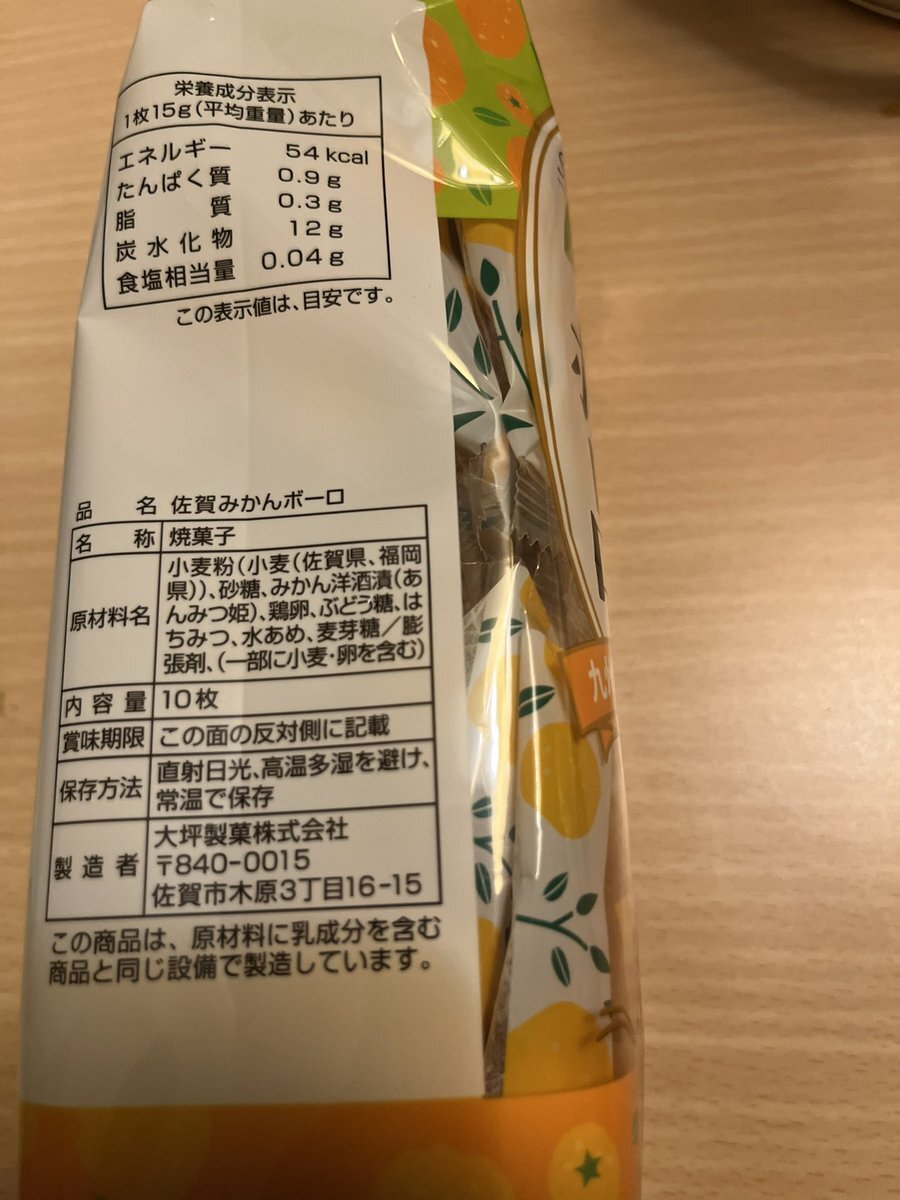 栄養成分表示
1枚15g(平均重量)あたり
エネルギー 54kcal
たんぱく質 0.9g
脂質 0.3g
炭水化物 12g
食塩相当量 0.04g
この表示値は、目安です。
品名 佐賀みかんボーロ
名称 焼菓子
原材料名 小麦粉(小麦(佐賀県、福岡
県))、砂糖、みかん洋酒漬(あ
んみつ姫)、鶏卵、ぶどう糖、は
ちみつ、水あめ、麦芽糖/膨
張剤、(一部に小麦・卵を含む)
内容量 10枚
賞味期限 この面の反対側に記載
保存方法 直射日光、高温多湿を避け、
常温で保存
製造者 大坪製菓株式会社
〒840-0015
佐賀市木原3丁目16-15
この商品は、原材料に乳成分を含む
商品と同じ設備で製造しています。
九